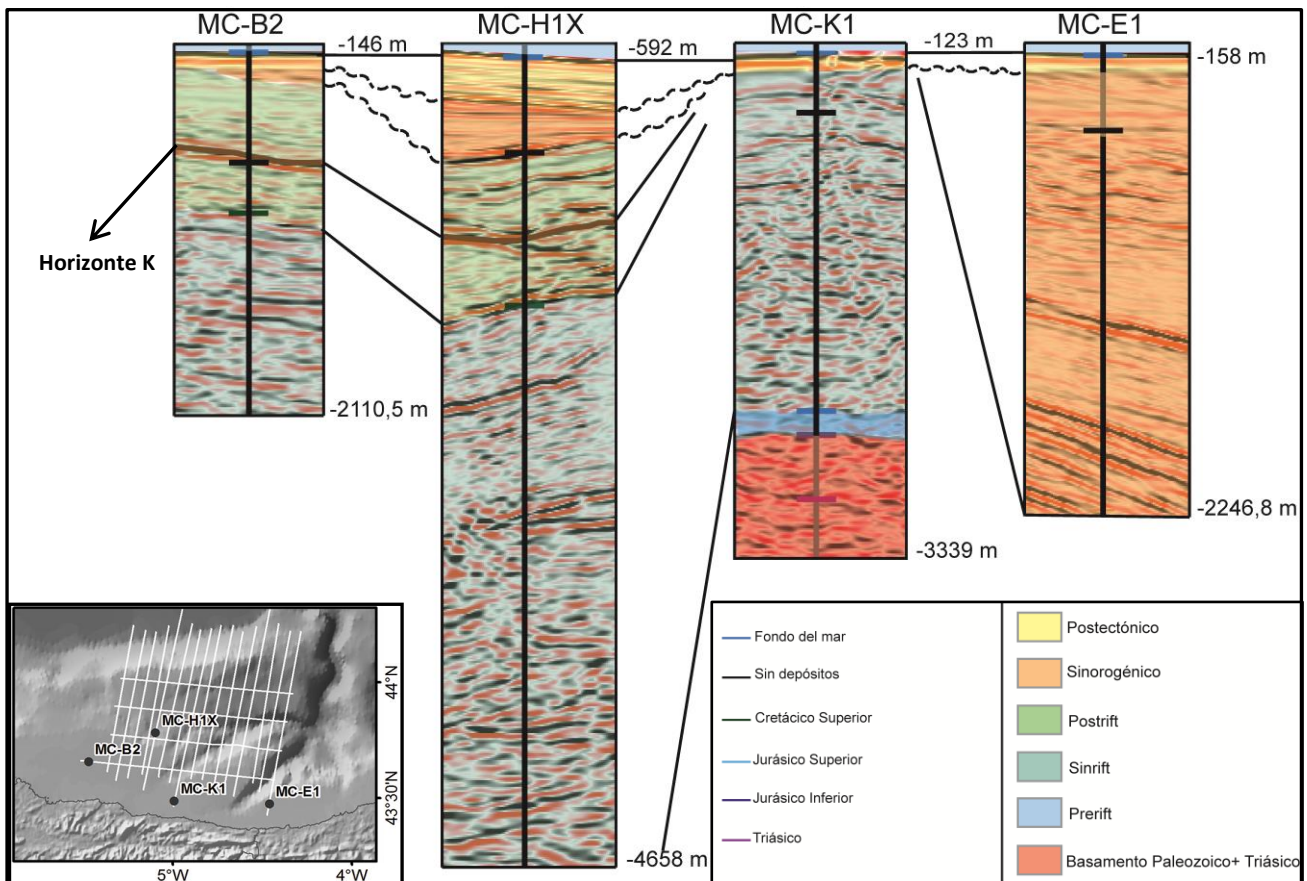 MC-B2
MC-H1X
MC-K1
MC-E1
-146 m
-592 m
-123 m
-158 m
Horizonte K
-2110,5 m
-2246,8 m
-3339 m
-4658 m
MC-H1X
MC-B2
MC-K1
MC-E1
44°N
43°30'N
5°W
4°W
Fondo del mar
Sin depósitos
Cretácico Superior
Jurásico Superior
Jurásico Inferior
Triásico
Postectónico
Sinorogénico
Postrift
Sinrift
Prerift
Basamento Paleozoico+ Triásico